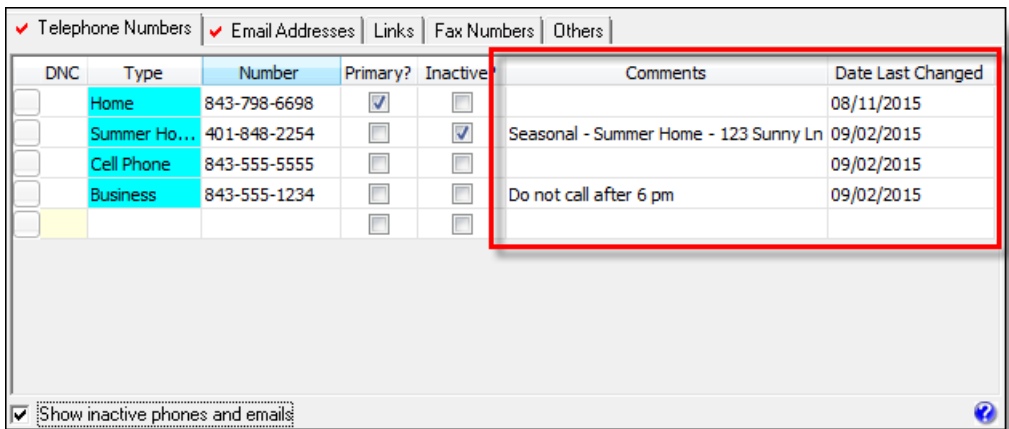 Telephone Numbers Email Addresses Links Fax Numbers Others
DNC Type Number Primary? Inactive? Comments Date Last Changed
Home 843-798-6698 08/11/2015
Summer Ho... 401-848-2254 Seasonal - Summer Home - 123 Sunny Ln 09/02/2015
Cell Phone 843-555-5555 09/02/2015
Business 843-555-1234 Do not call after 6 pm 09/02/2015
Show inactive phones and emails